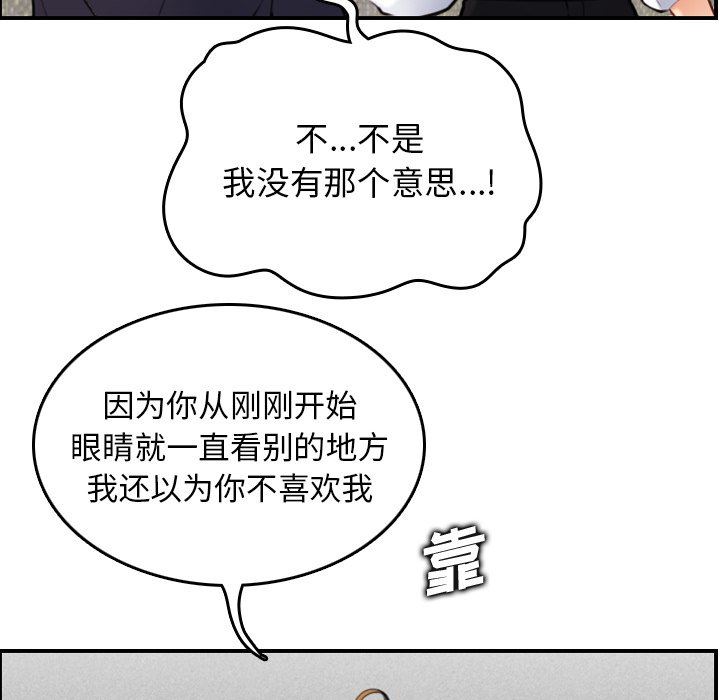 不...不是
我没有那个意思...!
因为你从刚刚开始
眼睛就一直看别的地方
我还以为你不喜欢我
靠